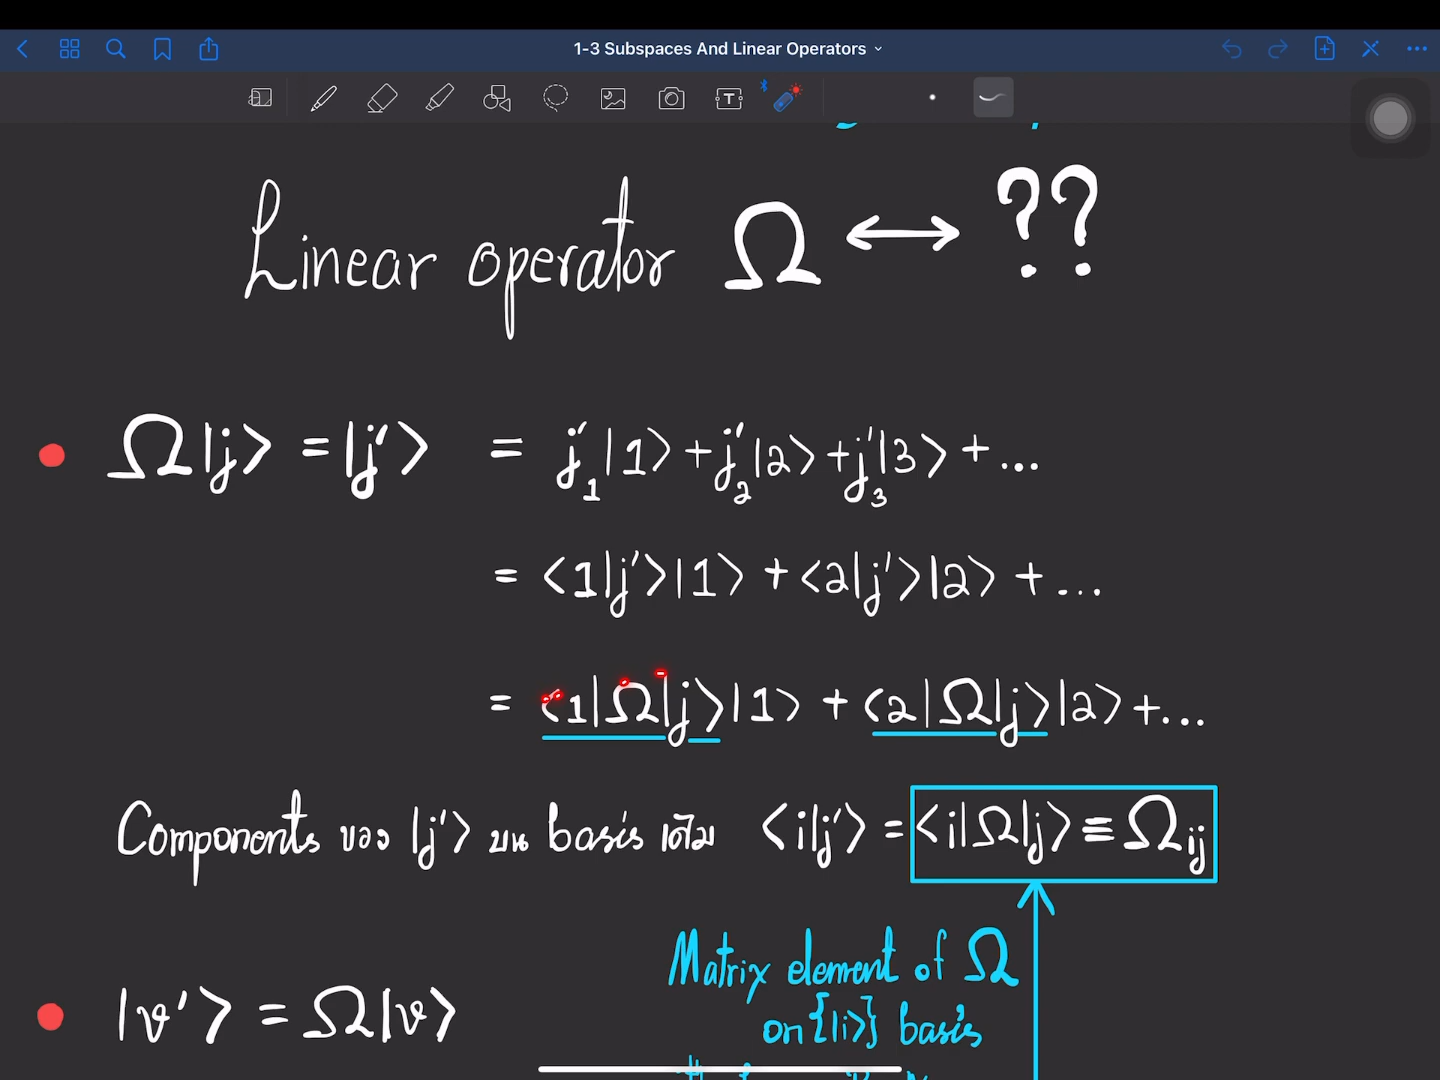 1-3 Subspaces And Linear Operators
Linear operator Ω ⟷ ??
Ω|j⟩ = |j'⟩ = j'₁|1⟩ + j'₂|2⟩ + j'₃|3⟩ + ...
= ⟨1|j'⟩|1⟩ + ⟨2|j'⟩|2⟩ + ...
= ⟨1|Ω|j⟩|1⟩ + ⟨2|Ω|j⟩|2⟩ + ...
Components ของ |j'⟩ บน basis เดิม ⟨i|j'⟩ = ⟨i|Ω|j⟩ ≡ Ωᵢⱼ
Matrix element of Ω
on {|i⟩} basis
|v'⟩ = Ω|v⟩